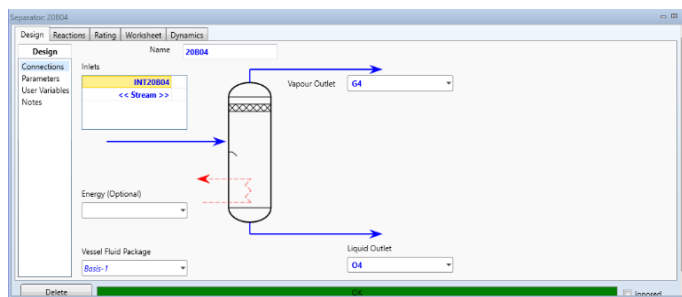 Separator: 20B04
Design Reactions Rating Worksheet Dynamics
Design
Connections
Parameters
User Variables
Notes
Name 20B04
Inlets
INT20B04
<< Stream >>
Vapour Outlet G4
Energy (Optional)
Vessel Fluid Package
Basis-1
Liquid Outlet
O4
Delete
OK
Ignored